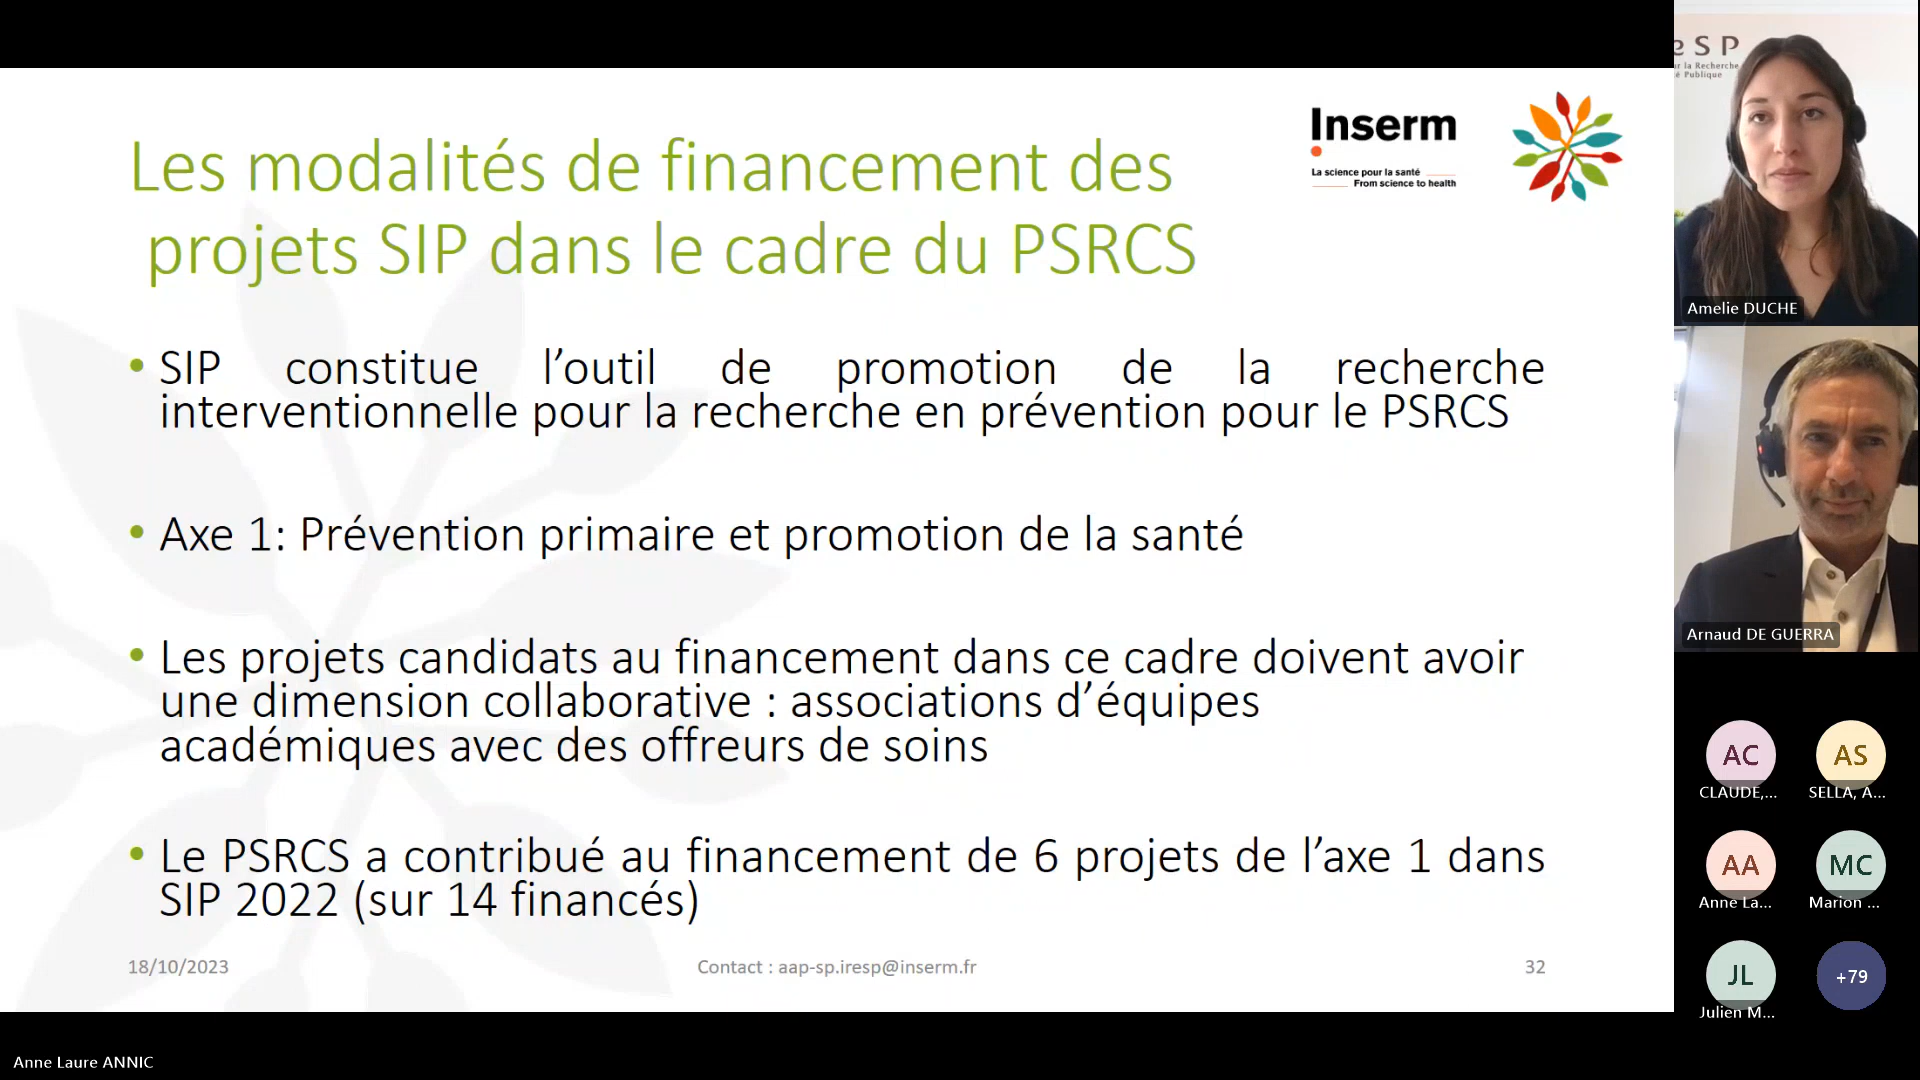 Les modalités de financement des
projets SIP dans le cadre du PSRCS
Inserm
La science pour la santé
From science to health
• SIP constitue l’outil de promotion de la recherche
interventionnelle pour la recherche en prévention pour le PSRCS
• Axe 1: Prévention primaire et promotion de la santé
• Les projets candidats au financement dans ce cadre doivent avoir
une dimension collaborative : associations d’équipes
académiques avec des offreurs de soins
• Le PSRCS a contribué au financement de 6 projets de l’axe 1 dans
SIP 2022 (sur 14 financés)
18/10/2023
Contact : aap-sp.iresp@inserm.fr
32
Anne Laure ANNIC
e S P
r la Recherche
é Publique
Amelie DUCHE
Arnaud DE GUERRA
AC
CLAUDE,...
AS
SELLA, A...
AA
Anne La...
MC
Marion ...
JL
Julien M...
+79